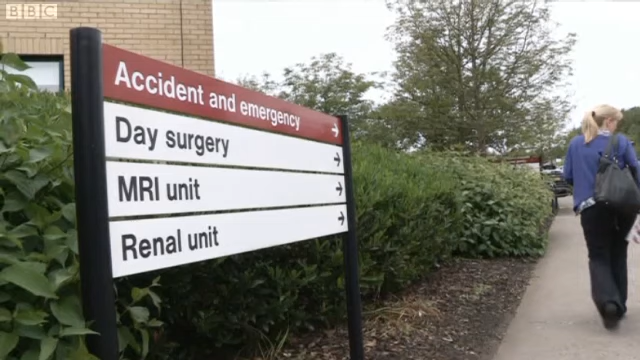 BBC
Accident and emergency →
Day surgery →
MRI unit →
Renal unit →